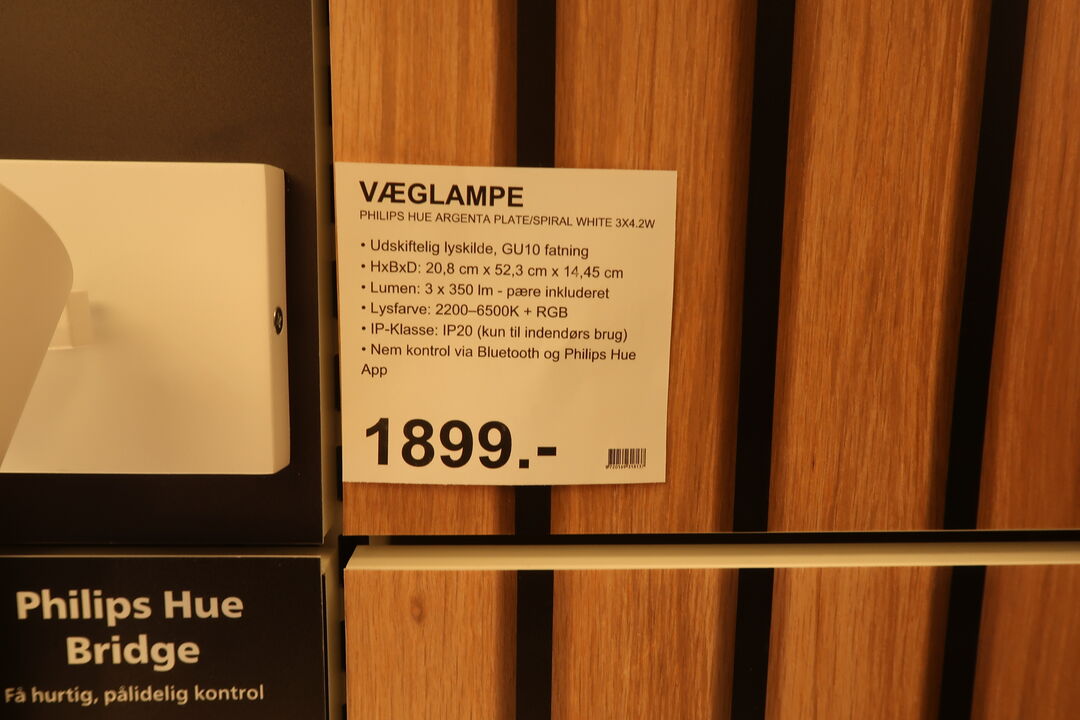 VÆGLAMPE
PHILIPS HUE ARGENTA PLATE/SPIRAL WHITE 3X4.2W
• Udskiftelig lyskilde, GU10 fatning
• HxBxD: 20,8 cm x 52,3 cm x 14,45 cm
• Lumen: 3 x 350 lm - pære inkluderet
• Lysfarve: 2200–6500K + RGB
• IP-Klasse: IP20 (kun til indendørs brug)
• Nem kontrol via Bluetooth og Philips Hue
App
1899.-
Philips Hue
Bridge
Få hurtig, pålidelig kontrol